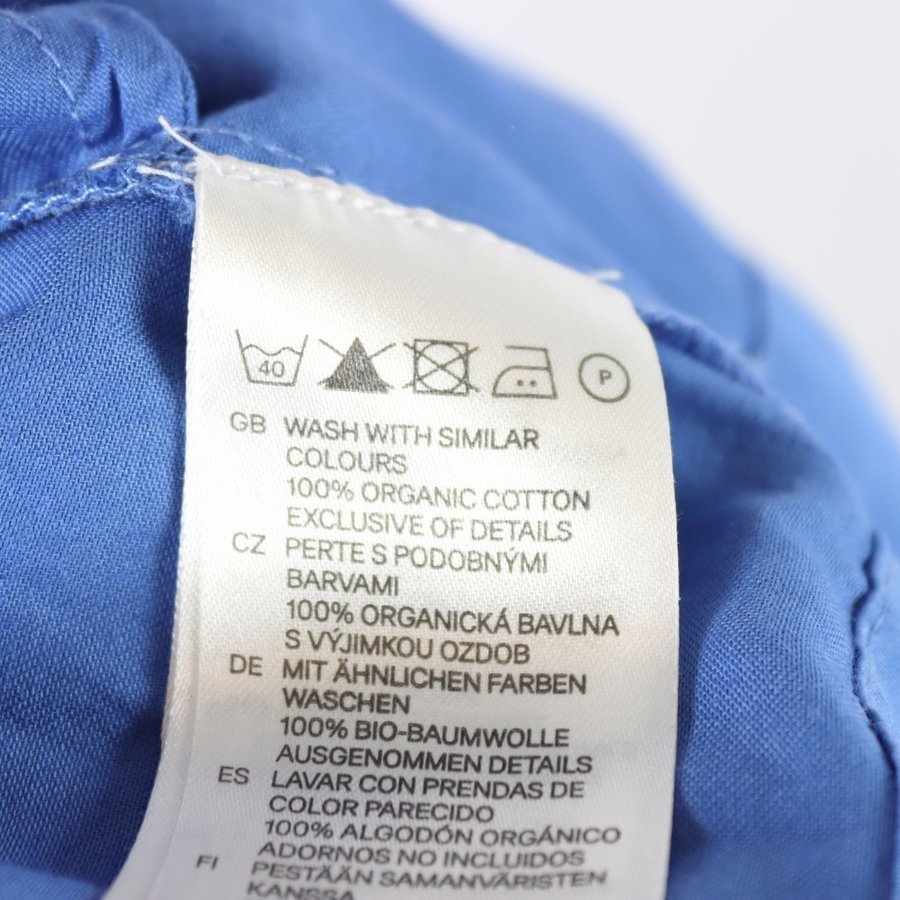 40 P
GB WASH WITH SIMILAR
COLOURS
100% ORGANIC COTTON
EXCLUSIVE OF DETAILS
CZ PERTE S PODOBNÝMI
BARVAMI
100% ORGANICKÁ BAVLNA
S VÝJIMKOU OZDOB
DE MIT ÄHNLICHEN FARBEN
WASCHEN
100% BIO-BAUMWOLLE
AUSGENOMMEN DETAILS
ES LAVAR CON PRENDAS DE
COLOR PARECIDO
100% ALGODÓN ORGÁNICO
ADORNOS NO INCLUIDOS
FI PESTÄÄN SAMANVÄRISTEN
KANSSA